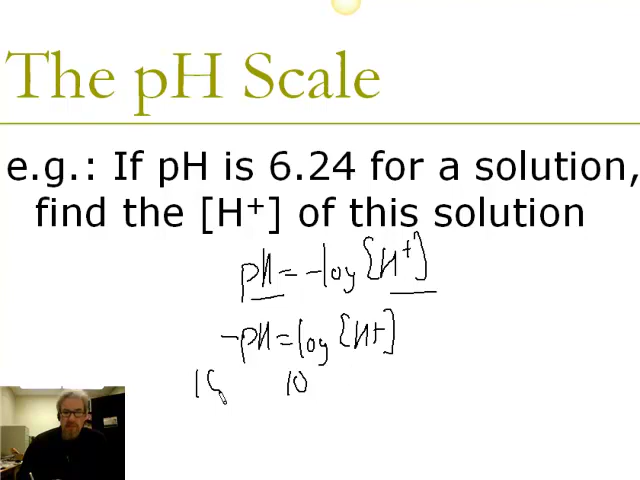 The pH Scale
e.g.: If pH is 6.24 for a solution,
find the [H⁺] of this solution
pH = -log [H⁺]
-pH = log [H+]
10 10